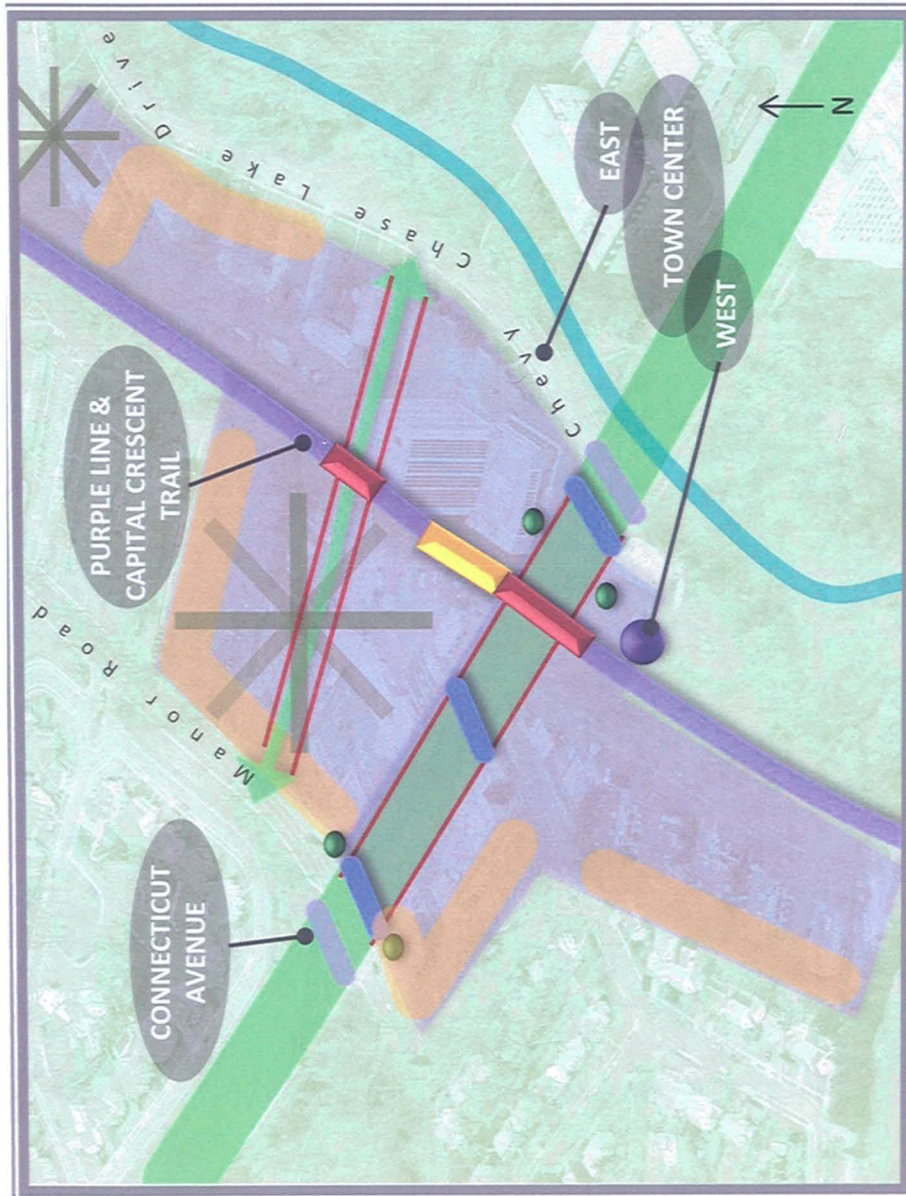 CONNECTICUT
AVENUE
Manor Road
PURPLE LINE &
CAPITAL CRESCENT
TRAIL
WEST
TOWN CENTER
EAST
Chevy Chase Lake Drive
N